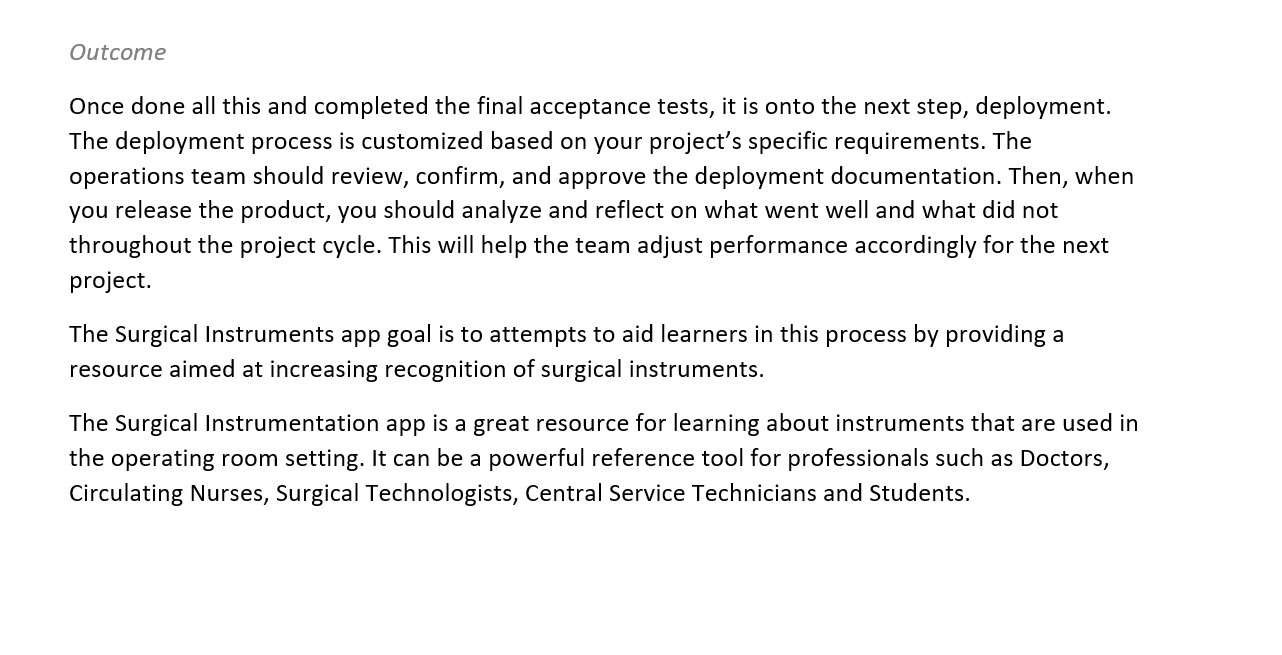 Outcome
Once done all this and completed the final acceptance tests, it is onto the next step, deployment.
The deployment process is customized based on your project’s specific requirements. The
operations team should review, confirm, and approve the deployment documentation. Then, when
you release the product, you should analyze and reflect on what went well and what did not
throughout the project cycle. This will help the team adjust performance accordingly for the next
project.
The Surgical Instruments app goal is to attempts to aid learners in this process by providing a
resource aimed at increasing recognition of surgical instruments.
The Surgical Instrumentation app is a great resource for learning about instruments that are used in
the operating room setting. It can be a powerful reference tool for professionals such as Doctors,
Circulating Nurses, Surgical Technologists, Central Service Technicians and Students.